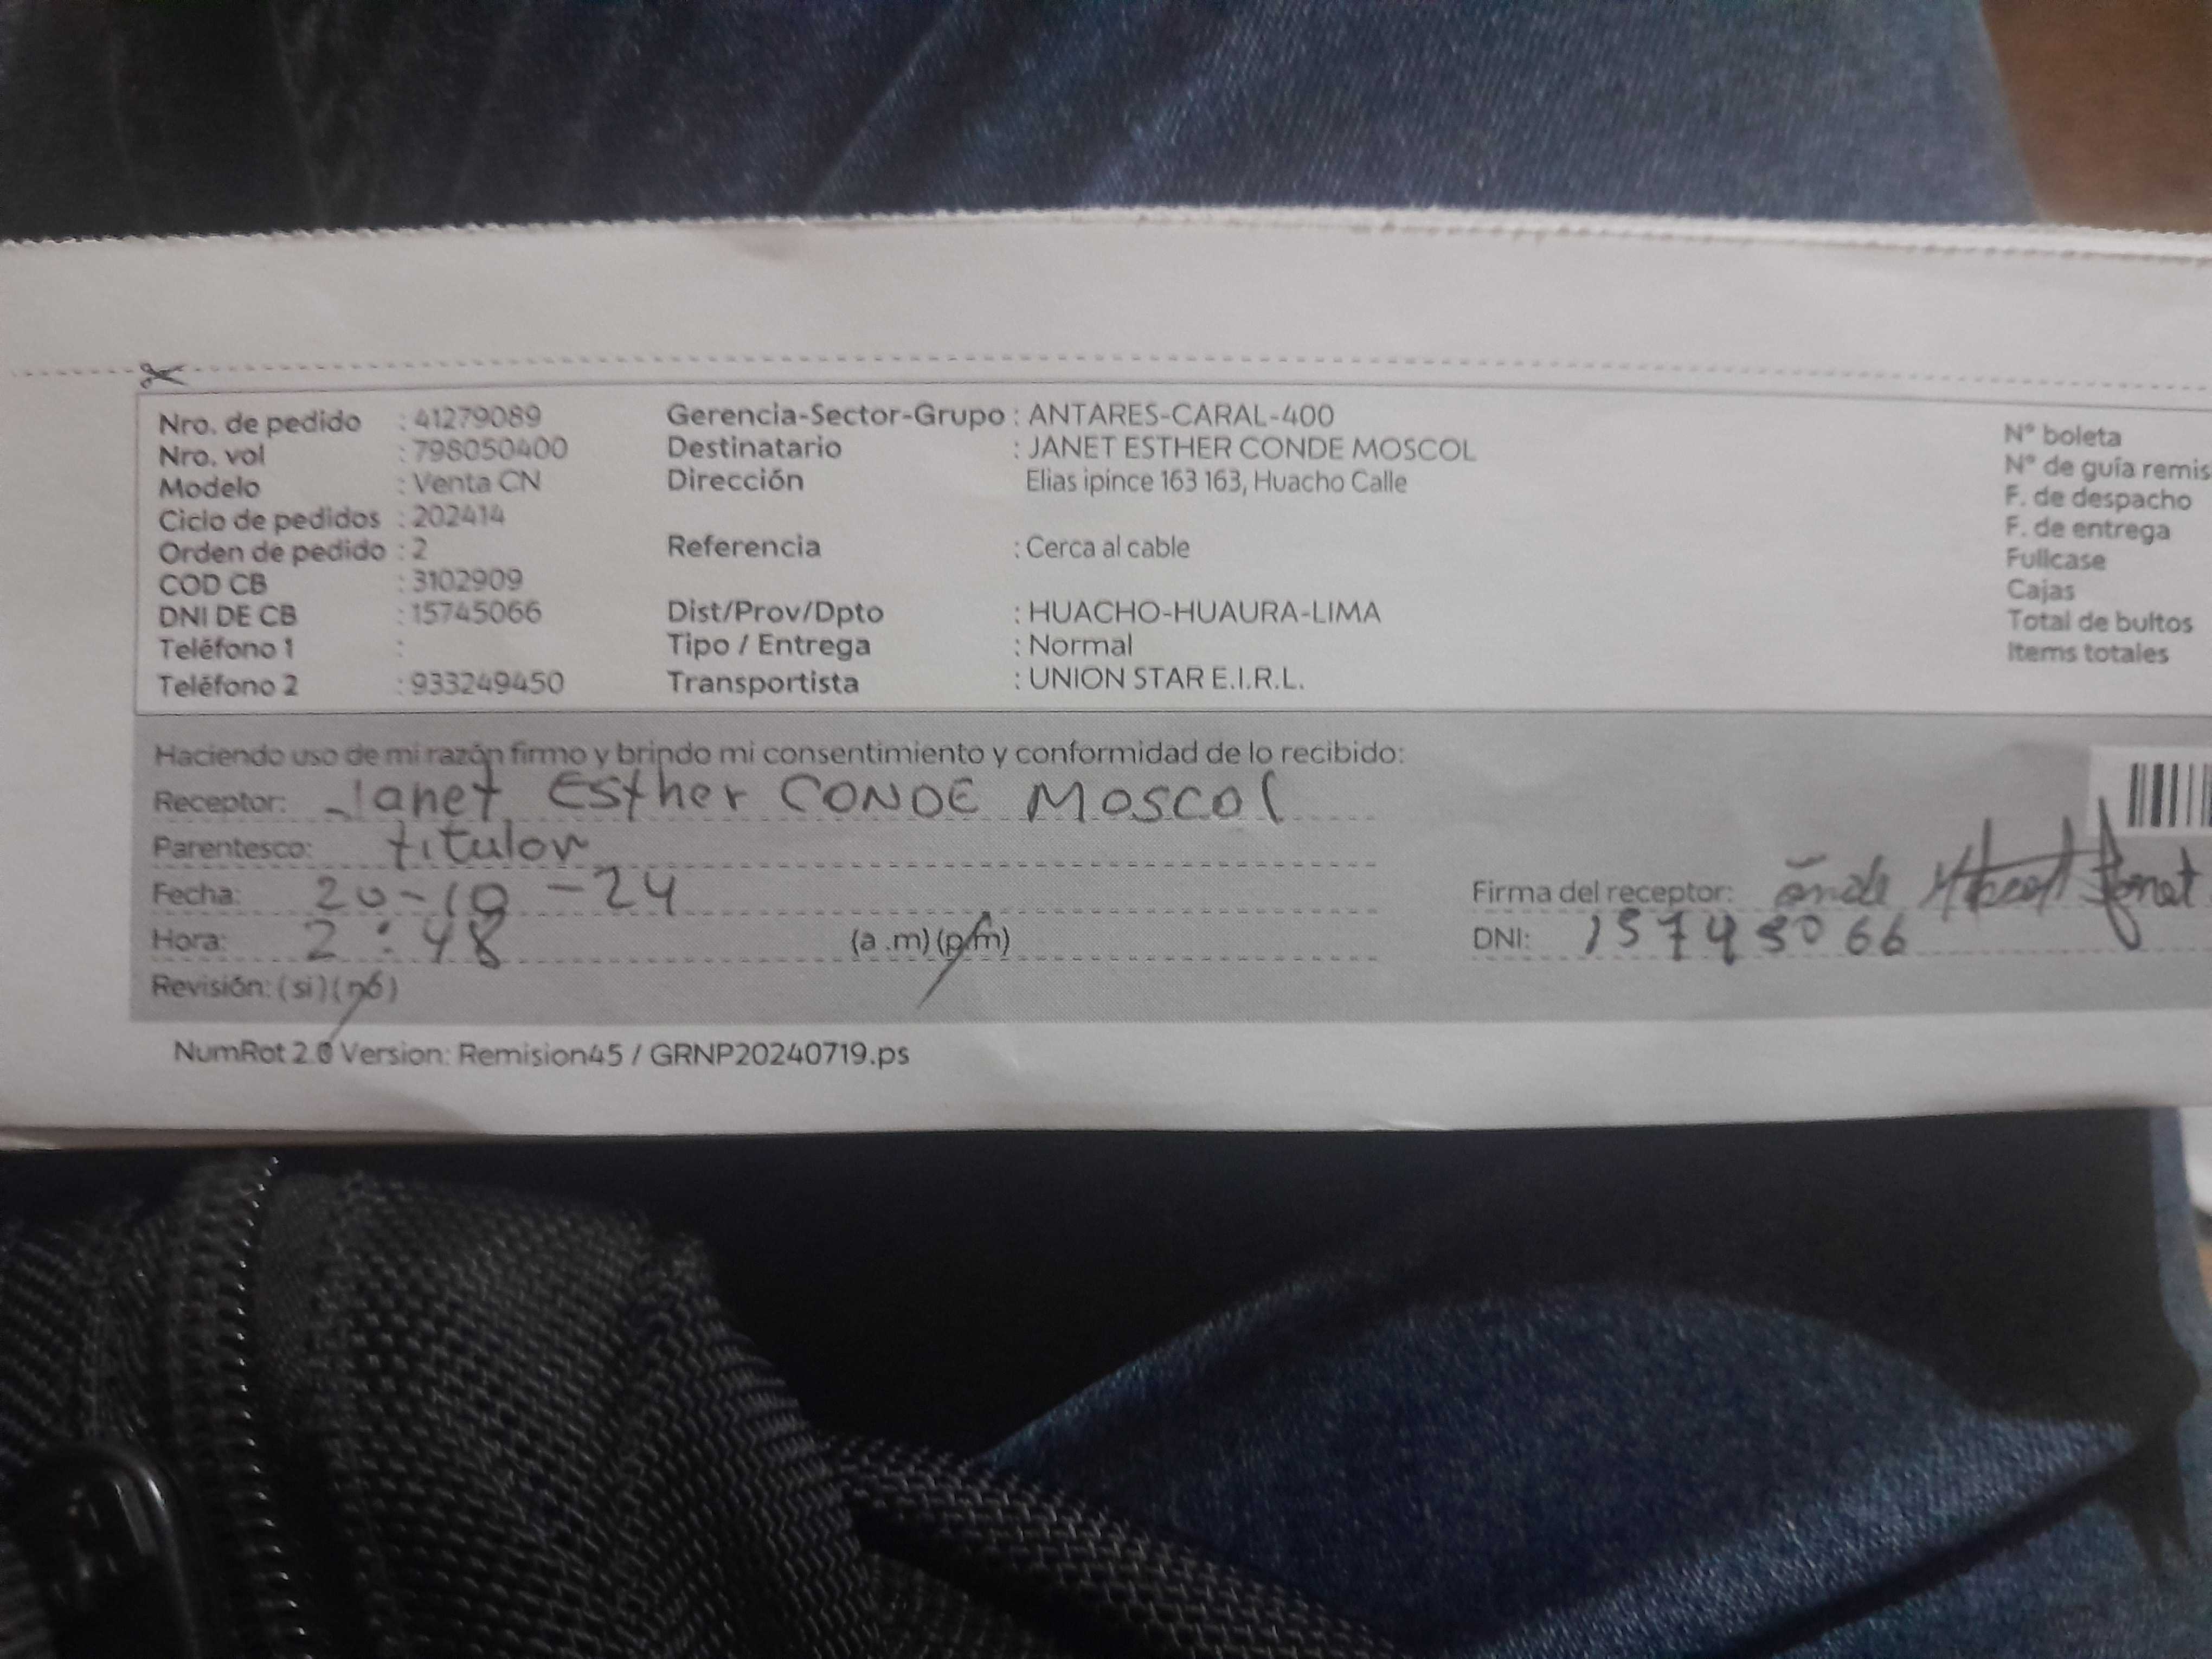 Nro. de pedido : 41279089 Gerencia-Sector-Grupo : ANTARES-CARAL-400 N° boleta
Nro. vol : 798050400 Destinatario : JANET ESTHER CONDE MOSCOL N° de guía remis
Modelo : Venta CN Dirección Elias ipince 163 163, Huacho Calle F. de despacho
Ciclo de pedidos : 202414 F. de entrega
Orden de pedido : 2 Referencia : Cerca al cable Fullcase
COD CB : 3102909 Cajas
DNI DE CB : 15745066 Dist/Prov/Dpto : HUACHO-HUAURA-LIMA Total de bultos
Teléfono 1 : Tipo / Entrega : Normal Items totales
Teléfono 2 : 933249450 Transportista : UNION STAR E.I.R.L.
Haciendo uso de mi razón firmo y brindo mi consentimiento y conformidad de lo recibido:
Receptor: Janet Esther CONDE MOSCOL
Parentesco: titular
Fecha: 20-10-24 Firma del receptor:
Hora: 2:48 (a.m)(p/m) DNI: 15745066
Revisión: (si)(no)
NumRot 2.0 Version: Remision45 / GRNP20240719.ps